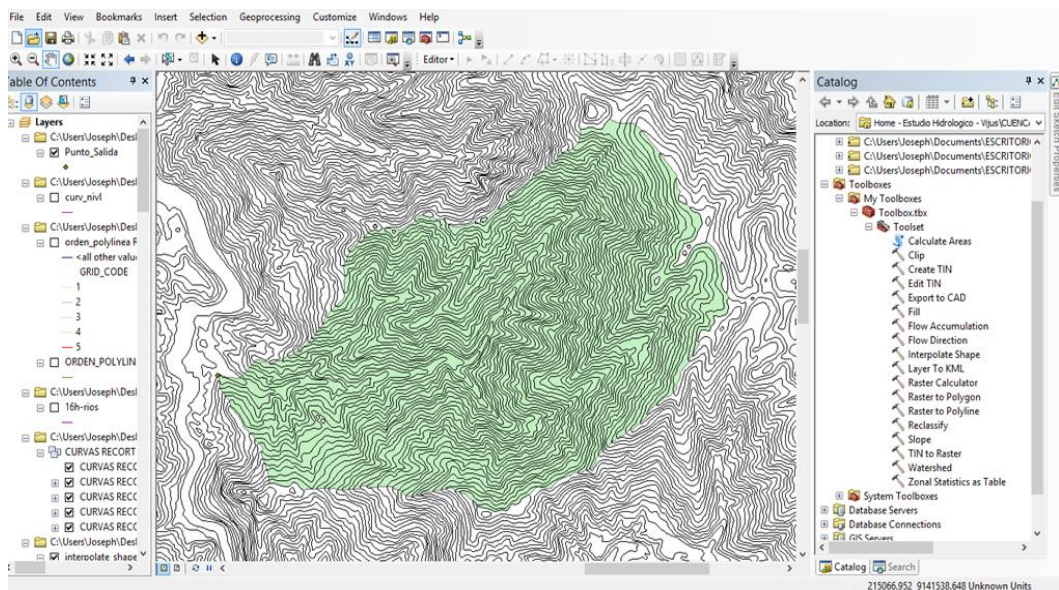 File Edit View Bookmarks Insert Selection Geoprocessing Customize Windows Help
Editor
Table Of Contents
Layers
C:\Users\Joseph\Desl
Punto_Salida
C:\Users\Joseph\Desl
curv_nivl
C:\Users\Joseph\Desl
orden_polylinea R
<all other valu
GRID_CODE
1
2
3
4
5
ORDEN_POLYLIN
C:\Users\Joseph\Desl
16h-rios
C:\Users\Joseph\Desl
CURVAS RECORT
CURVAS RECC
CURVAS RECC
CURVAS RECC
CURVAS RECC
CURVAS RECC
C:\Users\Joseph\Desl
interpolate shape
Catalog
Location: Home - Estudio Hidrologico - Vijus\CUENCA
C:\Users\Joseph\Documents\ESCRITORI
C:\Users\Joseph\Documents\ESCRITORI
C:\Users\Joseph\Documents\ESCRITORI
Toolboxes
My Toolboxes
Toolbox.tbx
Toolset
Calculate Areas
Clip
Create TIN
Edit TIN
Export to CAD
Fill
Flow Accumulation
Flow Direction
Interpolate Shape
Layer To KML
Raster Calculator
Raster to Polygon
Raster to Polyline
Reclassify
Slope
TIN to Raster
Watershed
Zonal Statistics as Table
System Toolboxes
Database Servers
Database Connections
GIS Servers
Catalog Search
Edit Sketch Properties
215066.952 9141538.648 Unknown Units